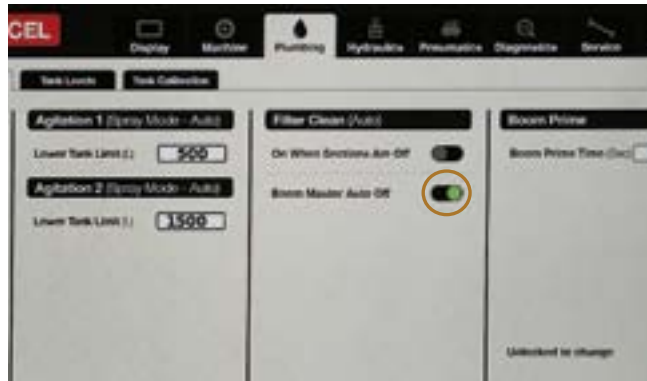 CEL
Display
Machine
Plumbing
Hydraulics
Pneumatics
Diagnostics
Service
Tank Levels
Tank Calibration
Agitation 1 (Spray Mode - Auto)
Lower Tank Limit (L)
500
Agitation 2 (Spray Mode - Auto)
Lower Tank Limit (L)
1500
Filter Clean (Auto)
On When Sections Are Off
Boom Master Auto Off
Boom Prime
Boom Prime Time (Sec)
Unlocked to change